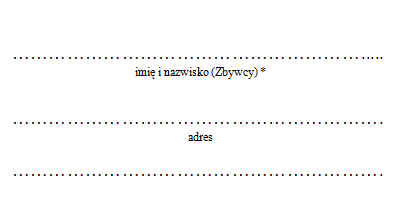 ………………………………………………………….....
imię i nazwisko (Zbywcy) *
……………………………………………………………….
adres
……………………………………………………………….